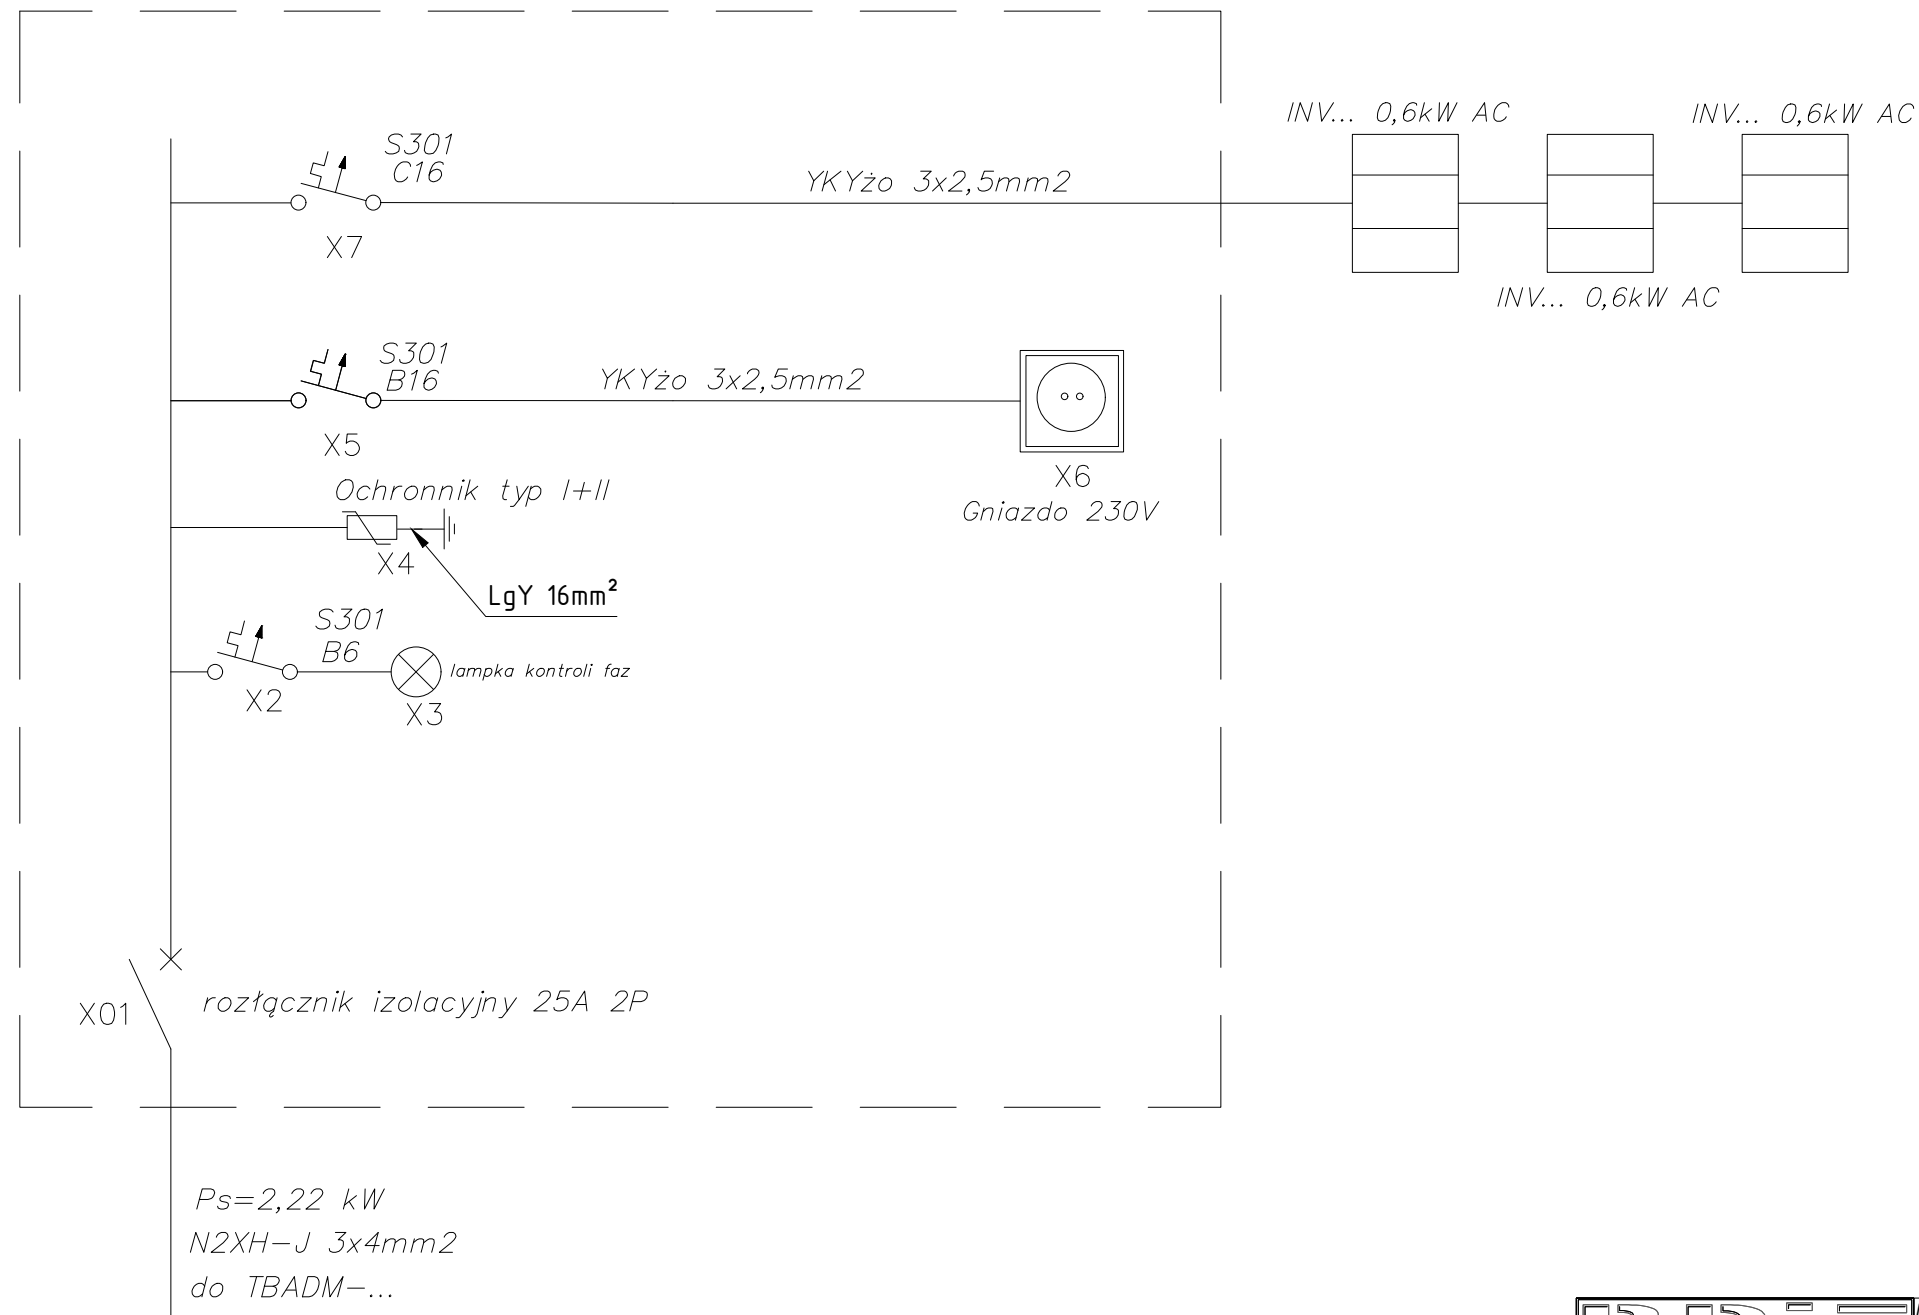 INV... 0,6kW AC
INV... 0,6kW AC
S301
C16
YKYżo 3x2,5mm2
X7
INV... 0,6kW AC
S301
B16
YKYżo 3x2,5mm2
X5
X6
Gniazdo 230V
Ochronnik typ I+II
X4
LgY 16mm²
S301
B6
lampka kontroli faz
X2
X3
X01
rozłącznik izolacyjny 25A 2P
Ps=2,22 kW
N2XH-J 3x4mm2
do TBADM-...